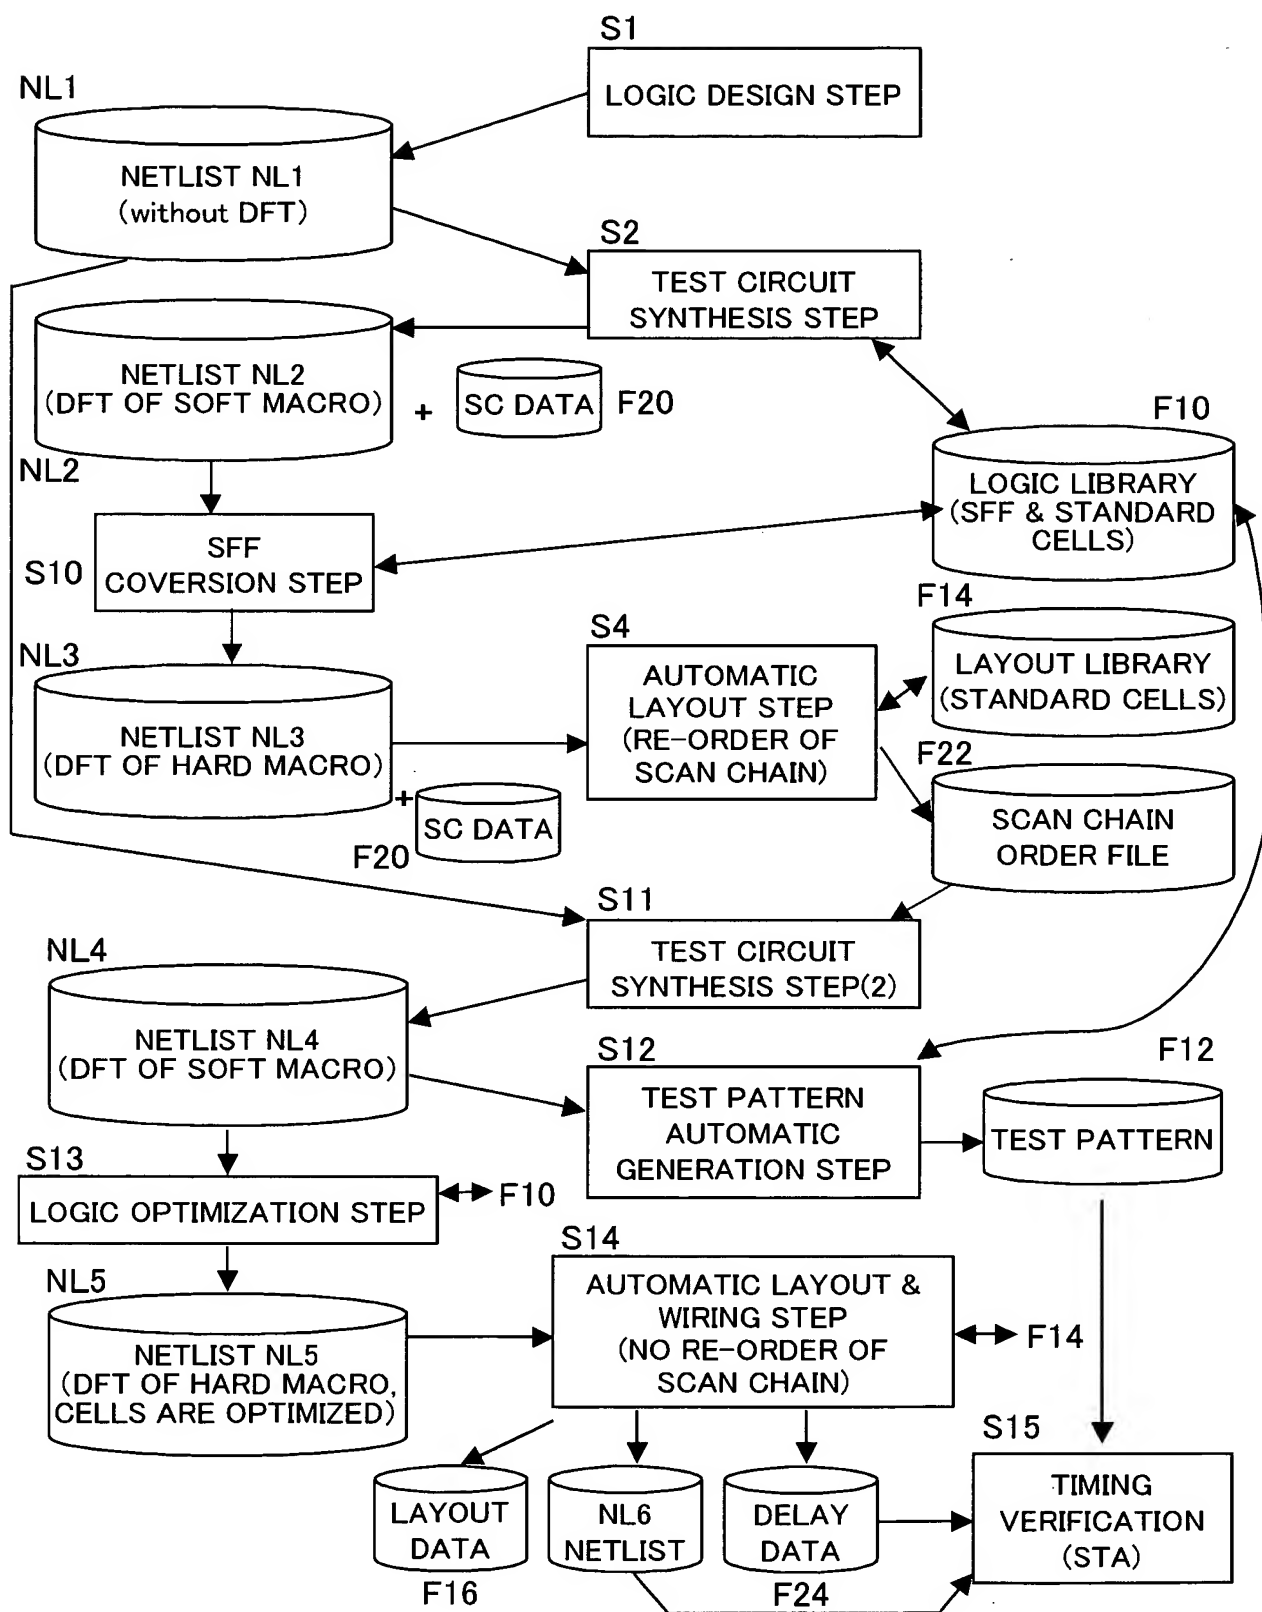 S1
LOGIC DESIGN STEP
NL1
NETLIST NL1
(without DFT)
S2
TEST CIRCUIT
SYNTHESIS STEP
NETLIST NL2
(DFT OF SOFT MACRO)
+
SC DATA
F20
NL2
F10
LOGIC LIBRARY
(SFF & STANDARD
CELLS)
S10
SFF
COVERSION STEP
F14
LAYOUT LIBRARY
(STANDARD CELLS)
S4
AUTOMATIC
LAYOUT STEP
(RE-ORDER OF
SCAN CHAIN)
NL3
NETLIST NL3
(DFT OF HARD MACRO)
+
SC DATA
F20
F22
SCAN CHAIN
ORDER FILE
S11
TEST CIRCUIT
SYNTHESIS STEP(2)
NL4
NETLIST NL4
(DFT OF SOFT MACRO)
S12
TEST PATTERN
AUTOMATIC
GENERATION STEP
F12
TEST PATTERN
S13
LOGIC OPTIMIZATION STEP
F10
S14
AUTOMATIC LAYOUT &
WIRING STEP
(NO RE-ORDER OF
SCAN CHAIN)
F14
NL5
NETLIST NL5
(DFT OF HARD MACRO,
CELLS ARE OPTIMIZED)
LAYOUT
DATA
F16
NL6
NETLIST
DELAY
DATA
F24
S15
TIMING
VERIFICATION
(STA)